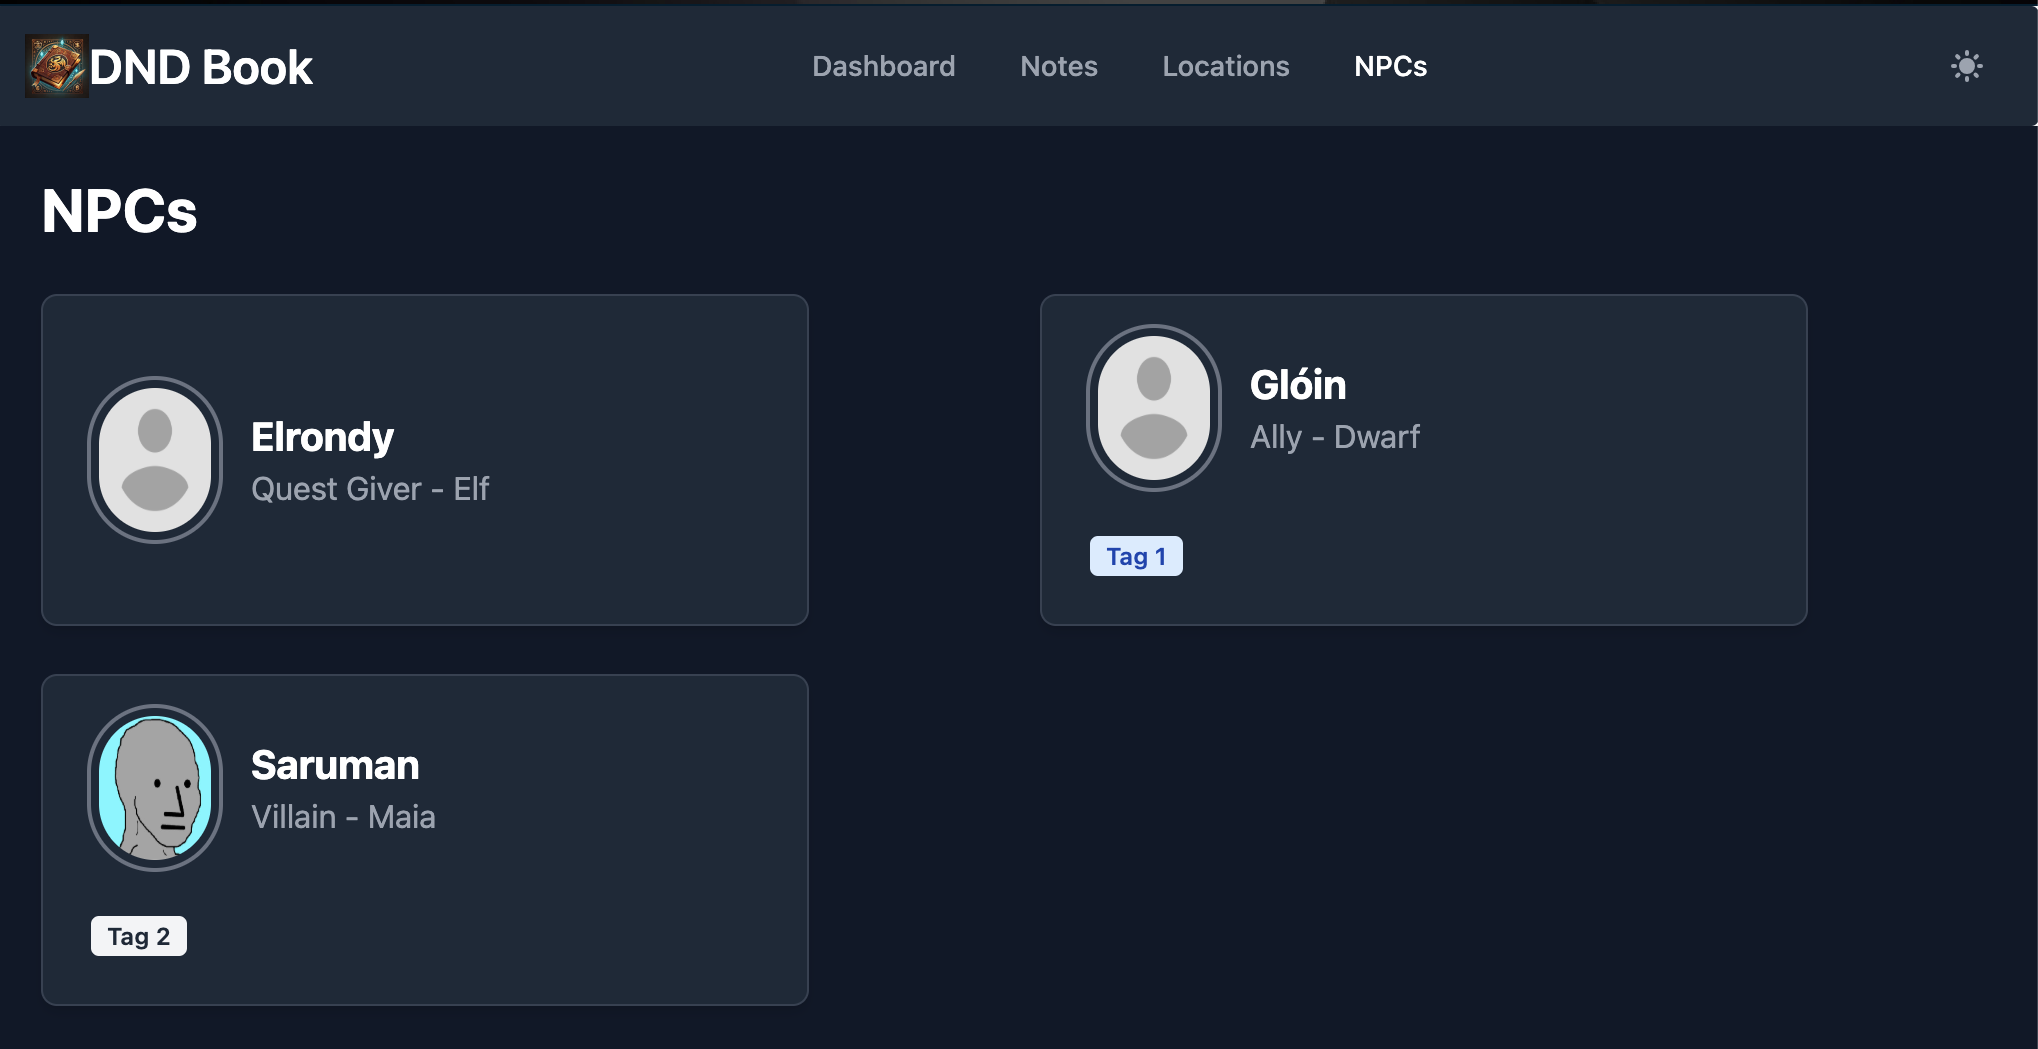 DND Book
Dashboard
Notes
Locations
NPCs
NPCs
Elrondy
Quest Giver - Elf
Glóin
Ally - Dwarf
Tag 1
Saruman
Villain - Maia
Tag 2